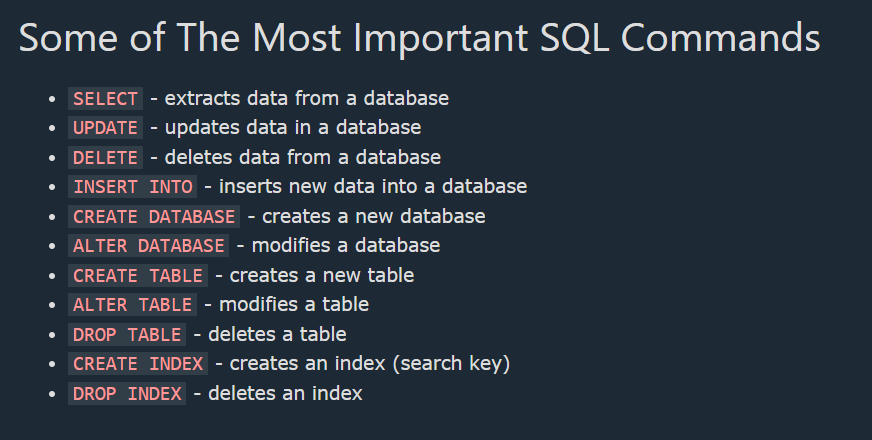 Some of The Most Important SQL Commands
• SELECT - extracts data from a database
• UPDATE - updates data in a database
• DELETE - deletes data from a database
• INSERT INTO - inserts new data into a database
• CREATE DATABASE - creates a new database
• ALTER DATABASE - modifies a database
• CREATE TABLE - creates a new table
• ALTER TABLE - modifies a table
• DROP TABLE - deletes a table
• CREATE INDEX - creates an index (search key)
• DROP INDEX - deletes an index